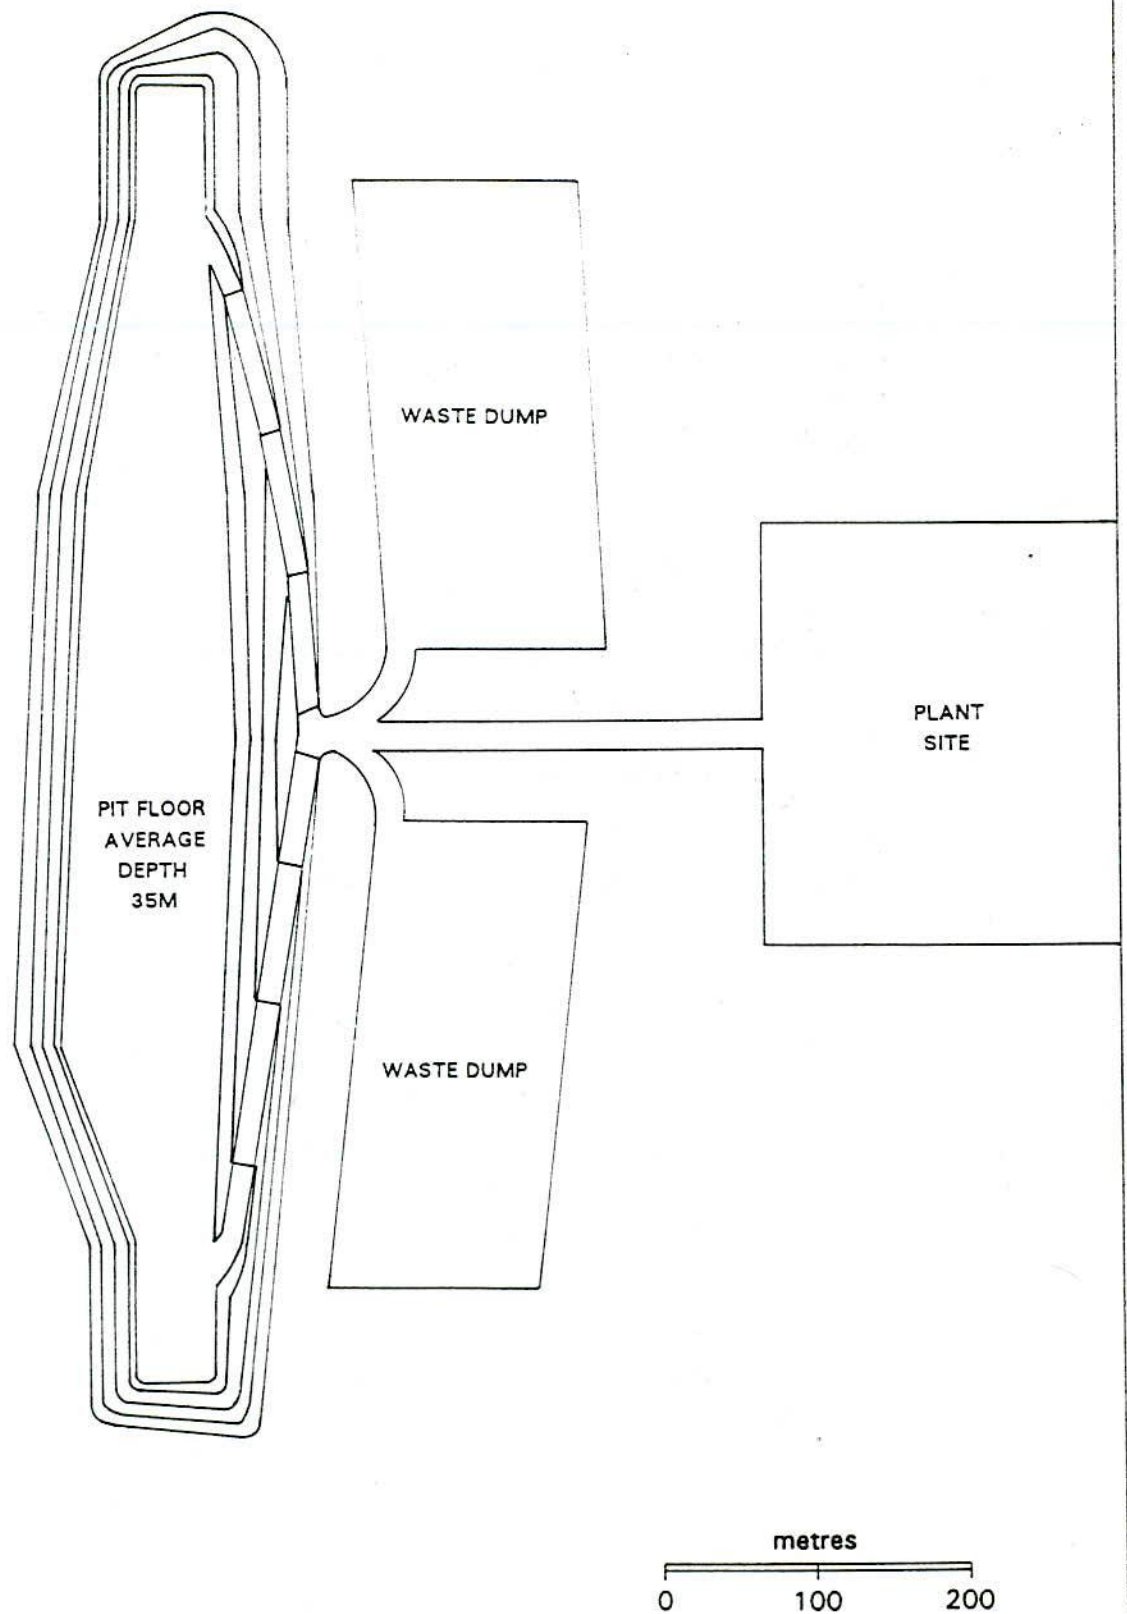 WASTE DUMP
PLANT
SITE
PIT FLOOR
AVERAGE
DEPTH
35M
WASTE DUMP
metres
0 100 200